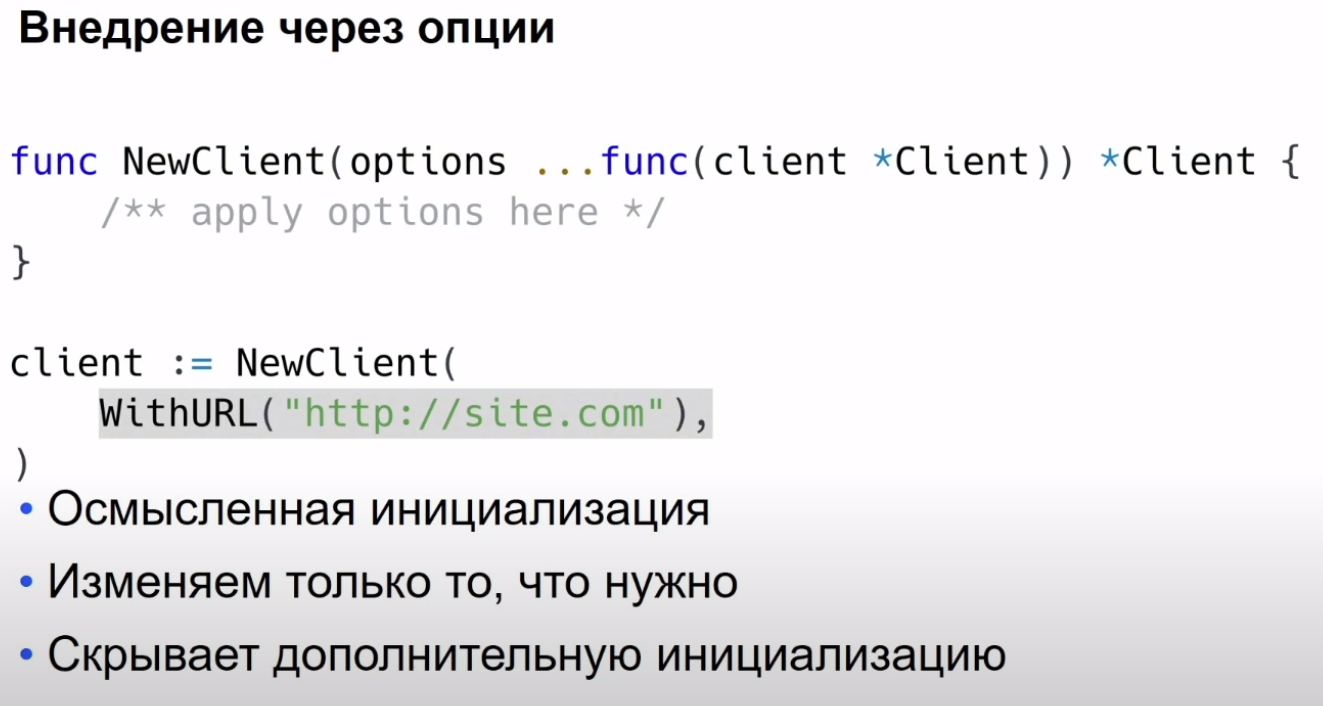 Внедрение через опции
func NewClient(options ...func(client *Client)) *Client {
/** apply options here */
}
client := NewClient(
WithURL("http://site.com"),
)
• Осмысленная инициализация
• Изменяем только то, что нужно
• Скрывает дополнительную инициализацию